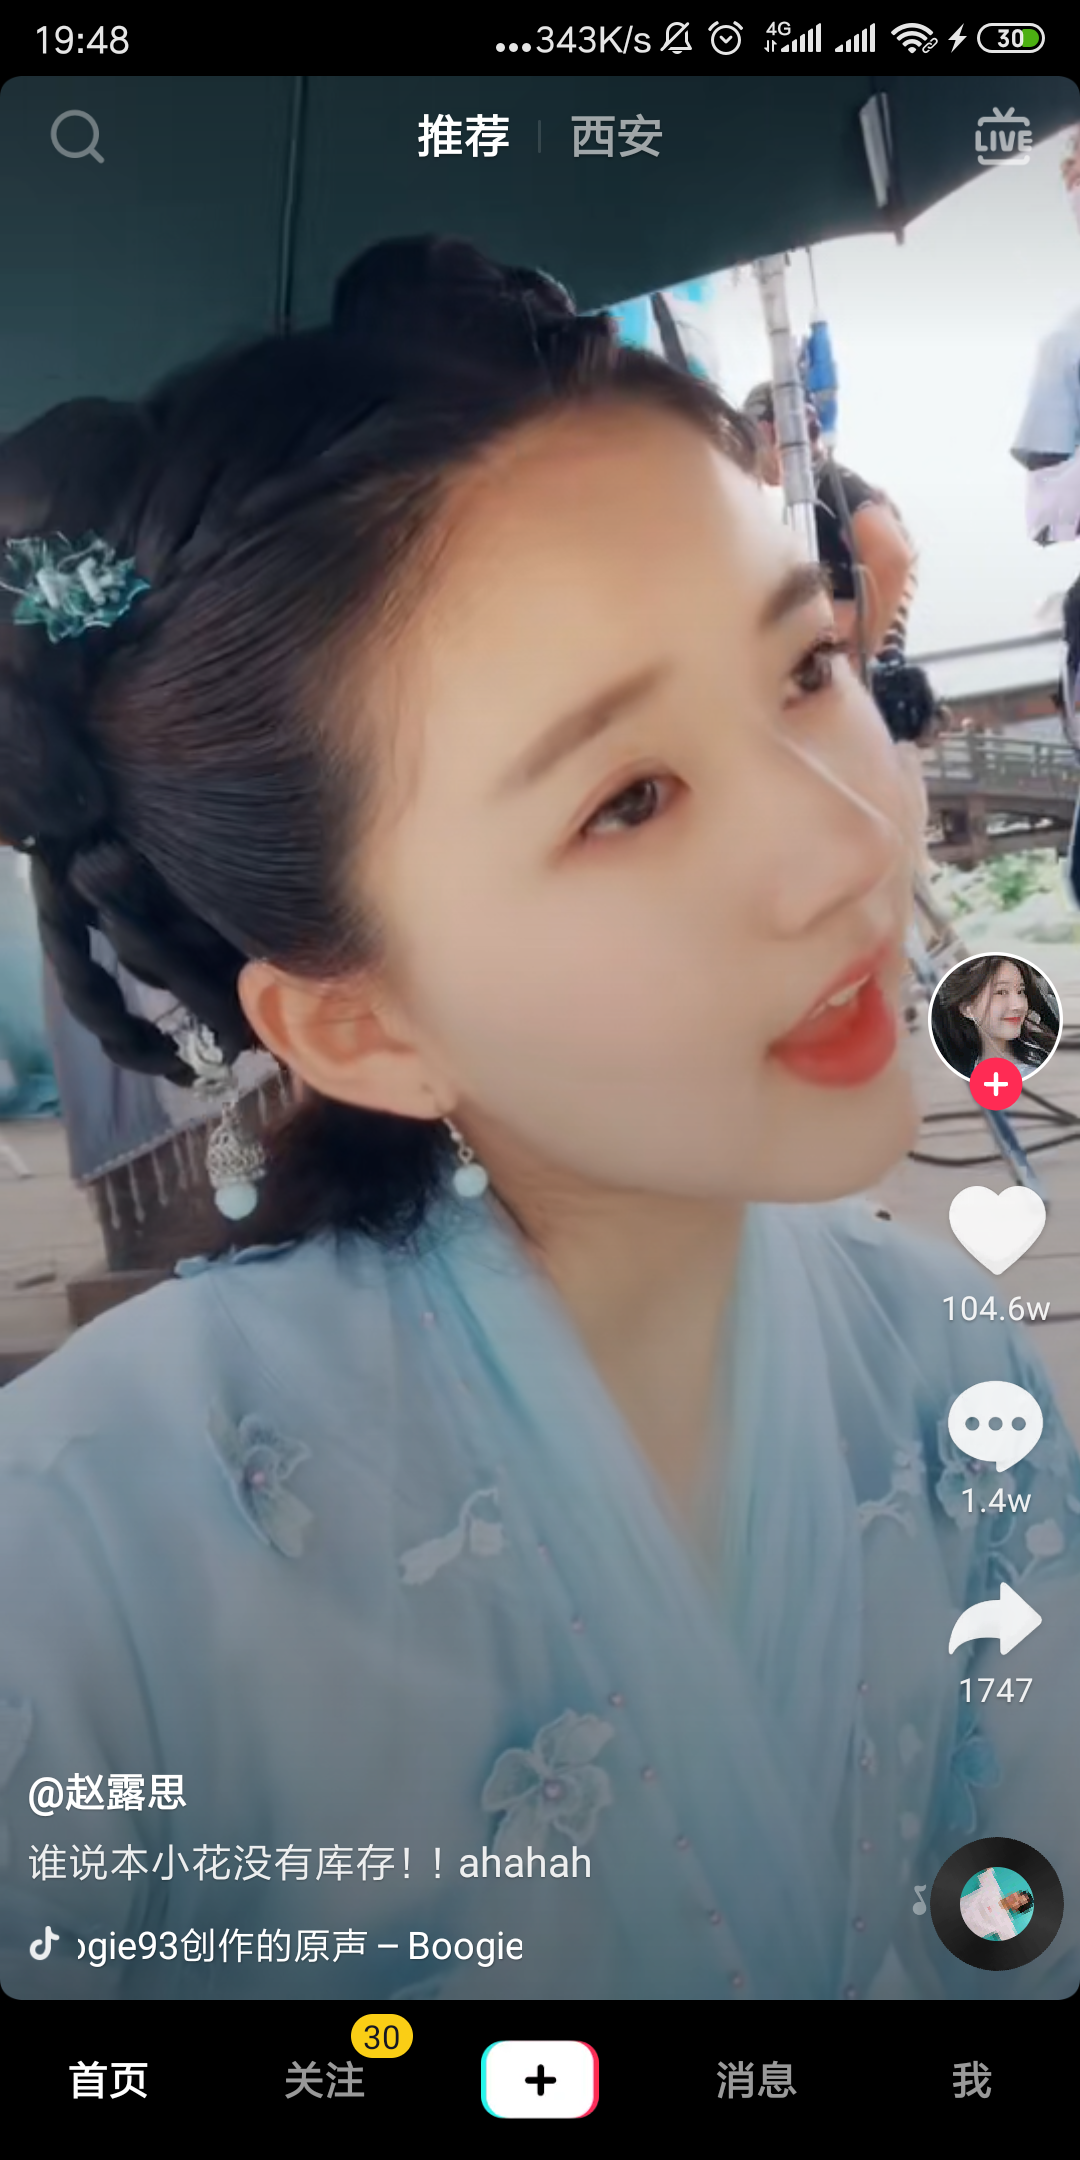 19:48
...343K/s
4G
30
推荐
西安
LIVE
104.6w
1.4w
1747
@赵露思
谁说本小花没有库存!!ahahah
ogie93创作的原声 – Boogie
首页
关注
30
消息
我